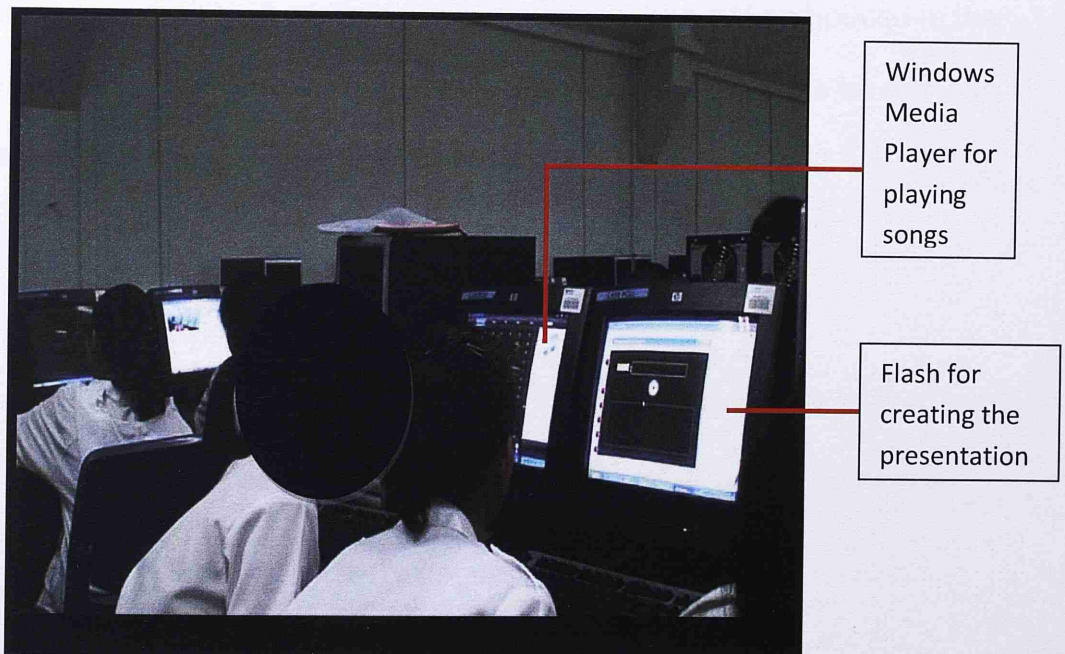 Windows
Media
Player for
playing
songs
Flash for
creating the
presentation